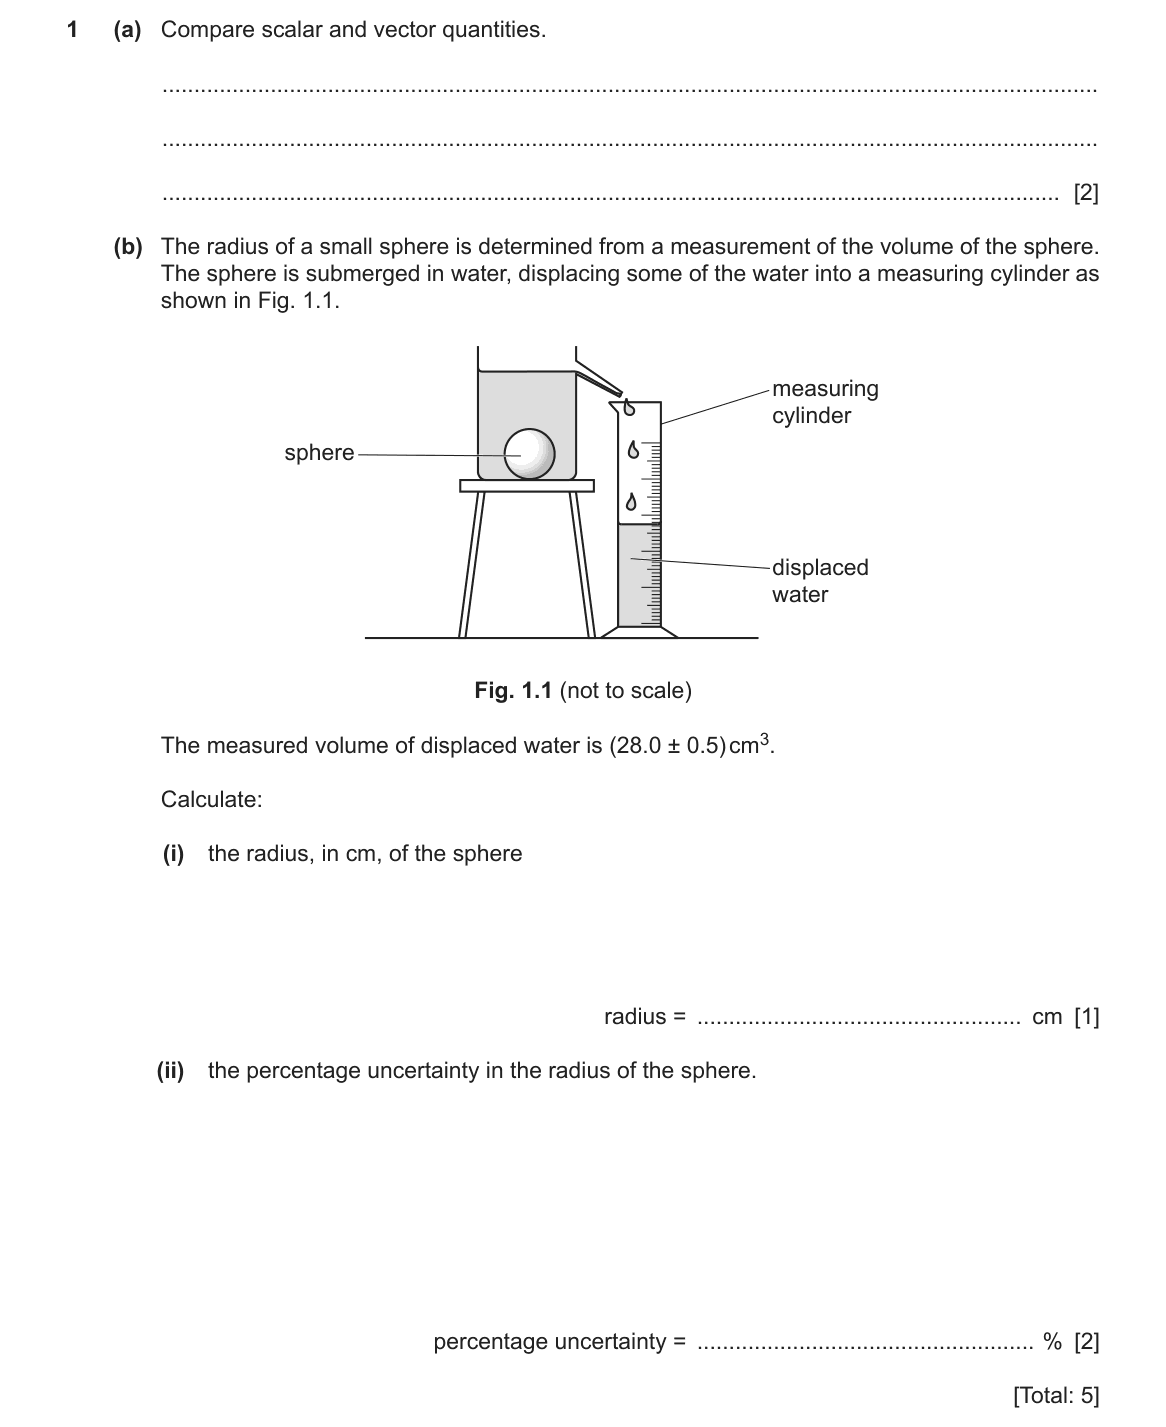 1 (a) Compare scalar and vector quantities.
..........................................................................................................................................
..........................................................................................................................................
..................................................................................................................................... [2]
(b) The radius of a small sphere is determined from a measurement of the volume of the sphere.
The sphere is submerged in water, displacing some of the water into a measuring cylinder as
shown in Fig. 1.1.
measuring
cylinder
sphere
displaced
water
Fig. 1.1 (not to scale)
The measured volume of displaced water is (28.0 ± 0.5) cm³.
Calculate:
(i) the radius, in cm, of the sphere
radius = ................................................... cm [1]
(ii) the percentage uncertainty in the radius of the sphere.
percentage uncertainty = ..................................................... % [2]
[Total: 5]